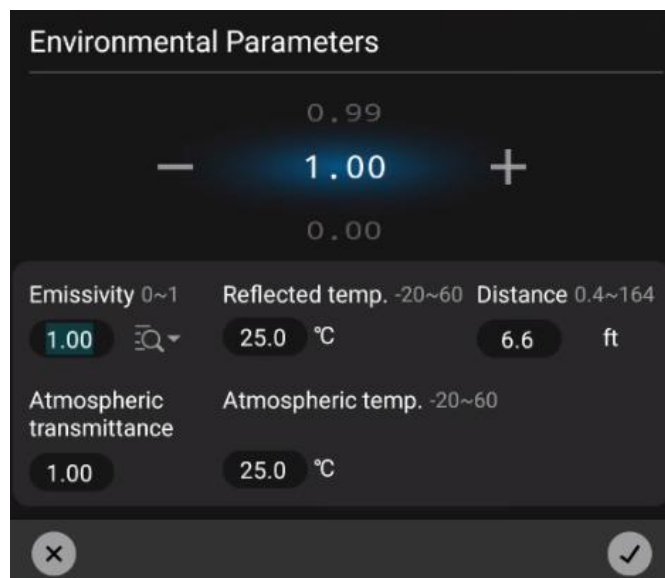 Environmental Parameters
0.99
1.00
0.00
Emissivity 0~1 Reflected temp. -20~60 Distance 0.4~164
1.00 25.0 ℃ 6.6 ft
Atmospheric transmittance Atmospheric temp. -20~60
1.00 25.0 ℃